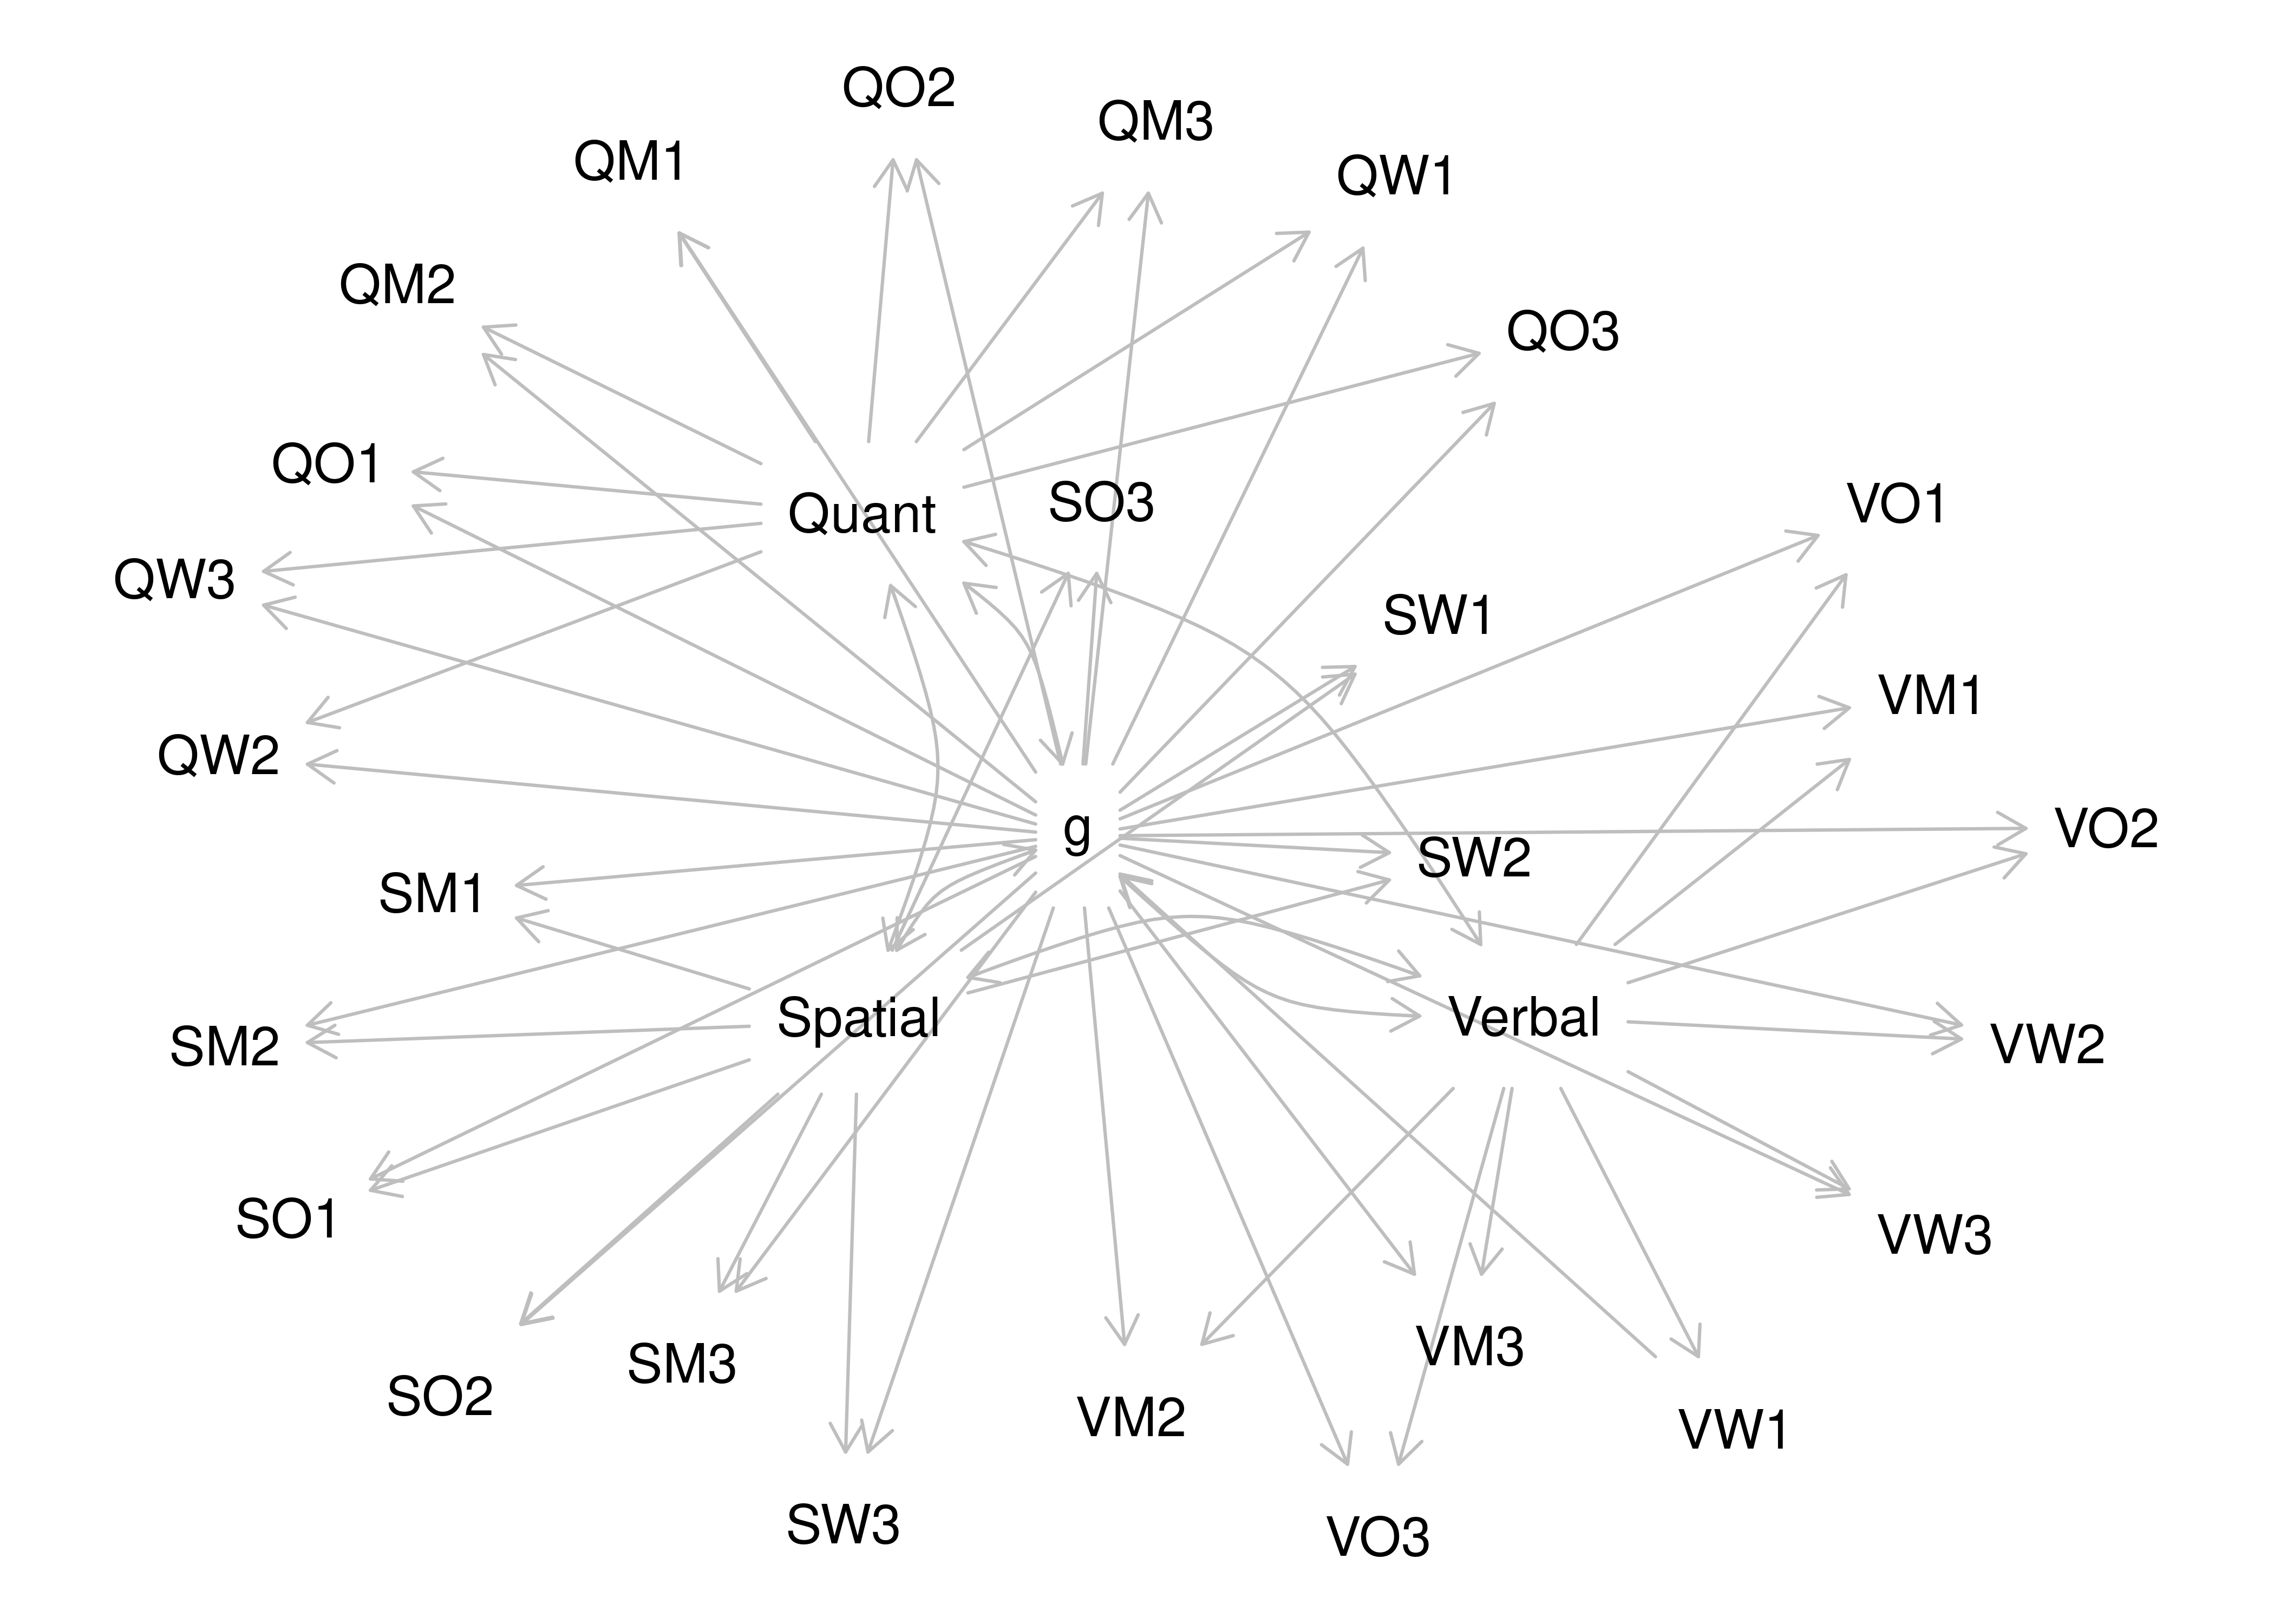 QO2
QM3
QM1
QW1
QM2
QO3
QO1
Quant
SO3
VO1
QW3
SW1
VM1
QW2
g
VO2
SW2
SM1
Spatial
Verbal
SM2
VW2
SO1
VW3
VM3
SM3
SO2
VM2
VW1
SW3
VO3